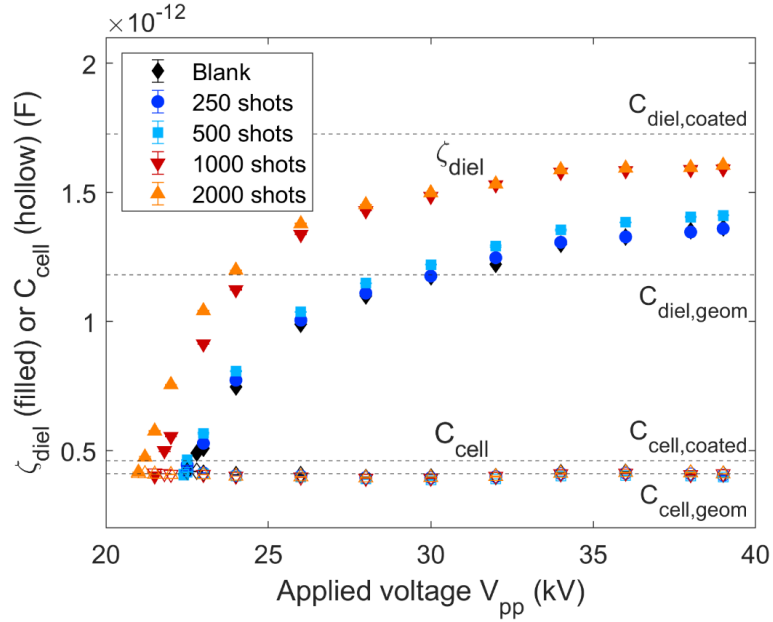 ×10⁻¹²
2
1.5
1
0.5
20
25
30
35
40
Applied voltage V_pp (kV)
ζ_diel (filled) or C_cell (hollow) (F)
Blank
250 shots
500 shots
1000 shots
2000 shots
C_diel,coated
ζ_diel
C_diel,geom
C_cell
C_cell,coated
C_cell,geom